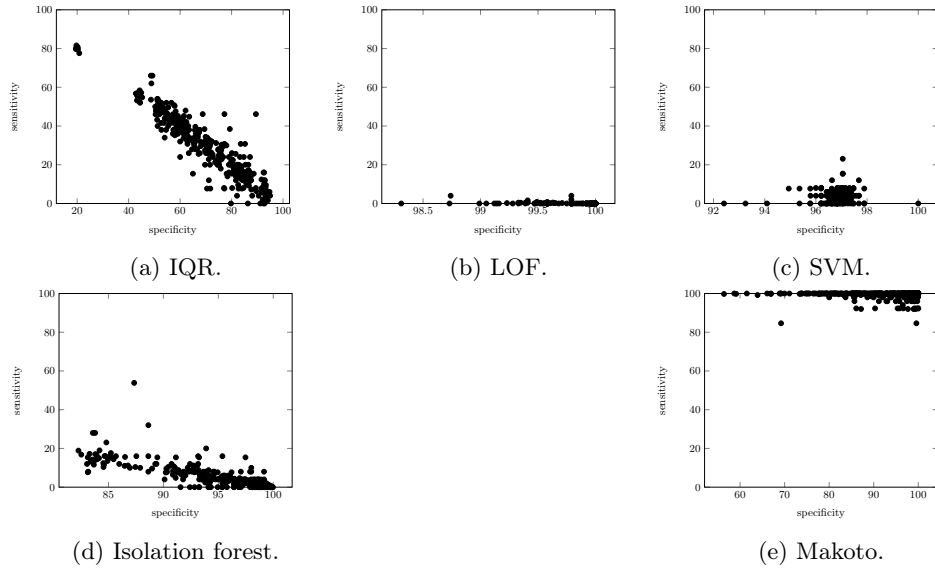 100
80
60
40
20
0
20 40 60 80 100
sensitivity
specificity
(a) IQR.
100
80
60
40
20
0
98.5 99 99.5 100
sensitivity
specificity
(b) LOF.
100
80
60
40
20
0
92 94 96 98 100
sensitivity
specificity
(c) SVM.
100
80
60
40
20
0
85 90 95 100
sensitivity
specificity
(d) Isolation forest.
100
80
60
40
20
0
60 70 80 90 100
sensitivity
specificity
(e) Makoto.